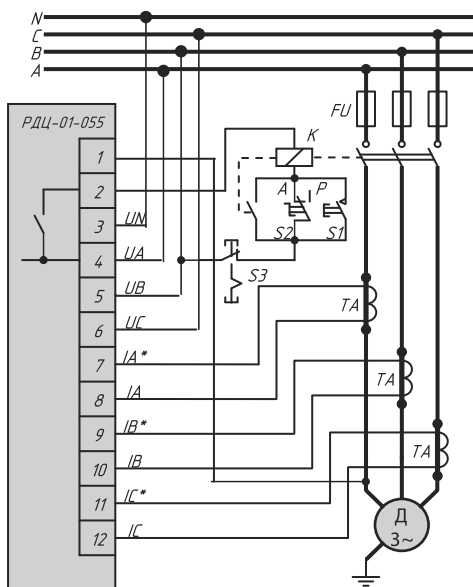 N
C
B
A
РДЦ-01-055
FU
K
1
2
A
P
3
UN
S2
S1
4
UA
S3
5
UB
6
UC
TA
7
IA*
8
IA
TA
9
IB*
10
IB
TA
11
IC*
12
IC
Д
3~